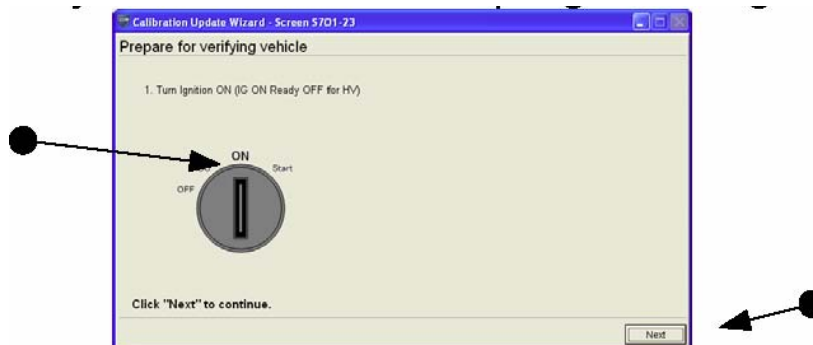 Calibration Update Wizard - Screen S701-23
Prepare for verifying vehicle
1. Turn Ignition ON (IG ON Ready OFF for HV)
ON
Start
OFF
Click "Next" to continue.
Next